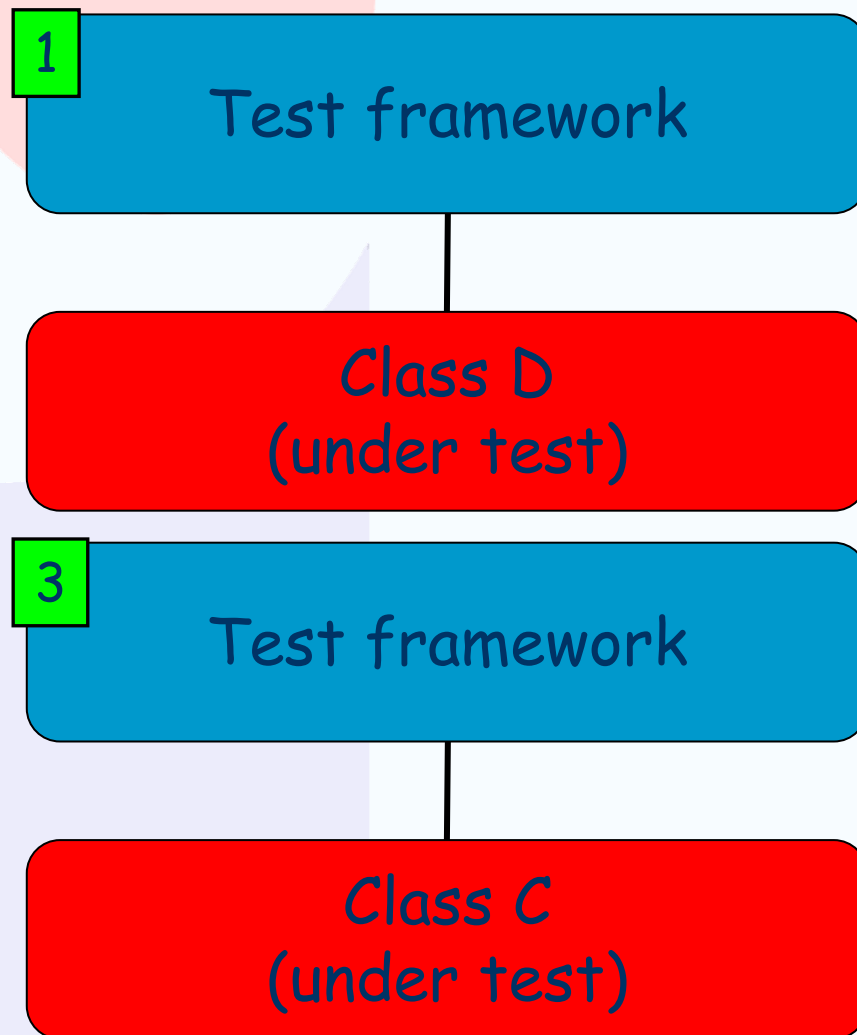 1
Test framework
Class D
(under test)
3
Test framework
Class C
(under test)